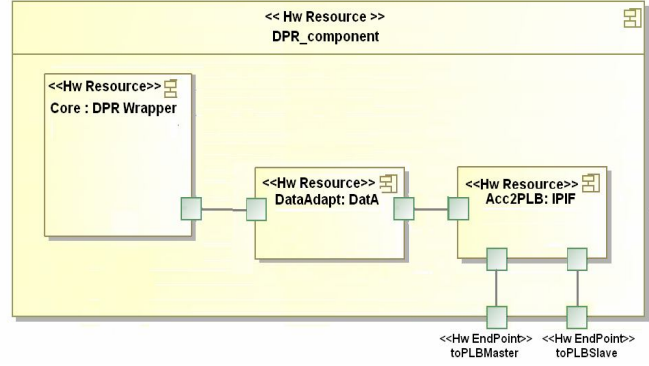 << Hw Resource >>
DPR_component
<<Hw Resource>>
Core : DPR Wrapper
<<Hw Resource>>
DataAdapt: DatA
<<Hw Resource>>
Acc2PLB: IPIF
<<Hw EndPoint>>
toPLBMaster
<<Hw EndPoint>>
toPLBSlave